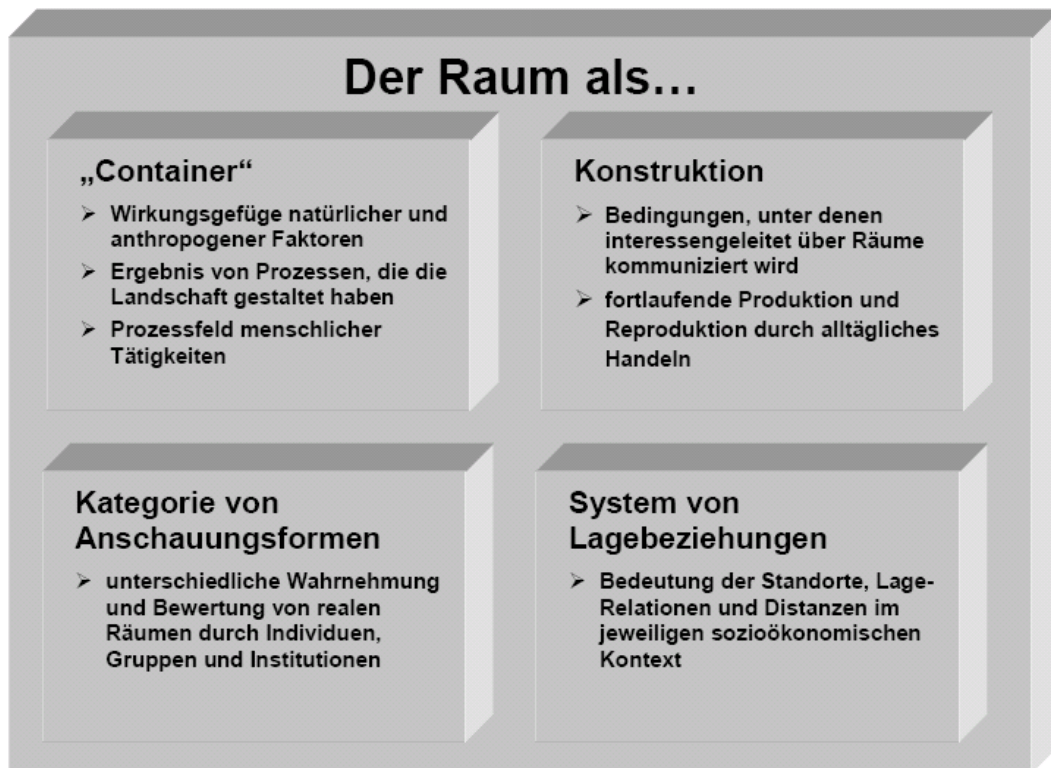 Der Raum als…
„Container“
➢ Wirkungsgefüge natürlicher und
anthropogener Faktoren
➢ Ergebnis von Prozessen, die die
Landschaft gestaltet haben
➢ Prozessfeld menschlicher
Tätigkeiten
Konstruktion
➢ Bedingungen, unter denen
interessengeleitet über Räume
kommuniziert wird
➢ fortlaufende Produktion und
Reproduktion durch alltägliches
Handeln
Kategorie von
Anschauungsformen
➢ unterschiedliche Wahrnehmung
und Bewertung von realen
Räumen durch Individuen,
Gruppen und Institutionen
System von
Lagebeziehungen
➢ Bedeutung der Standorte, Lage-
Relationen und Distanzen im
jeweiligen sozioökonomischen
Kontext